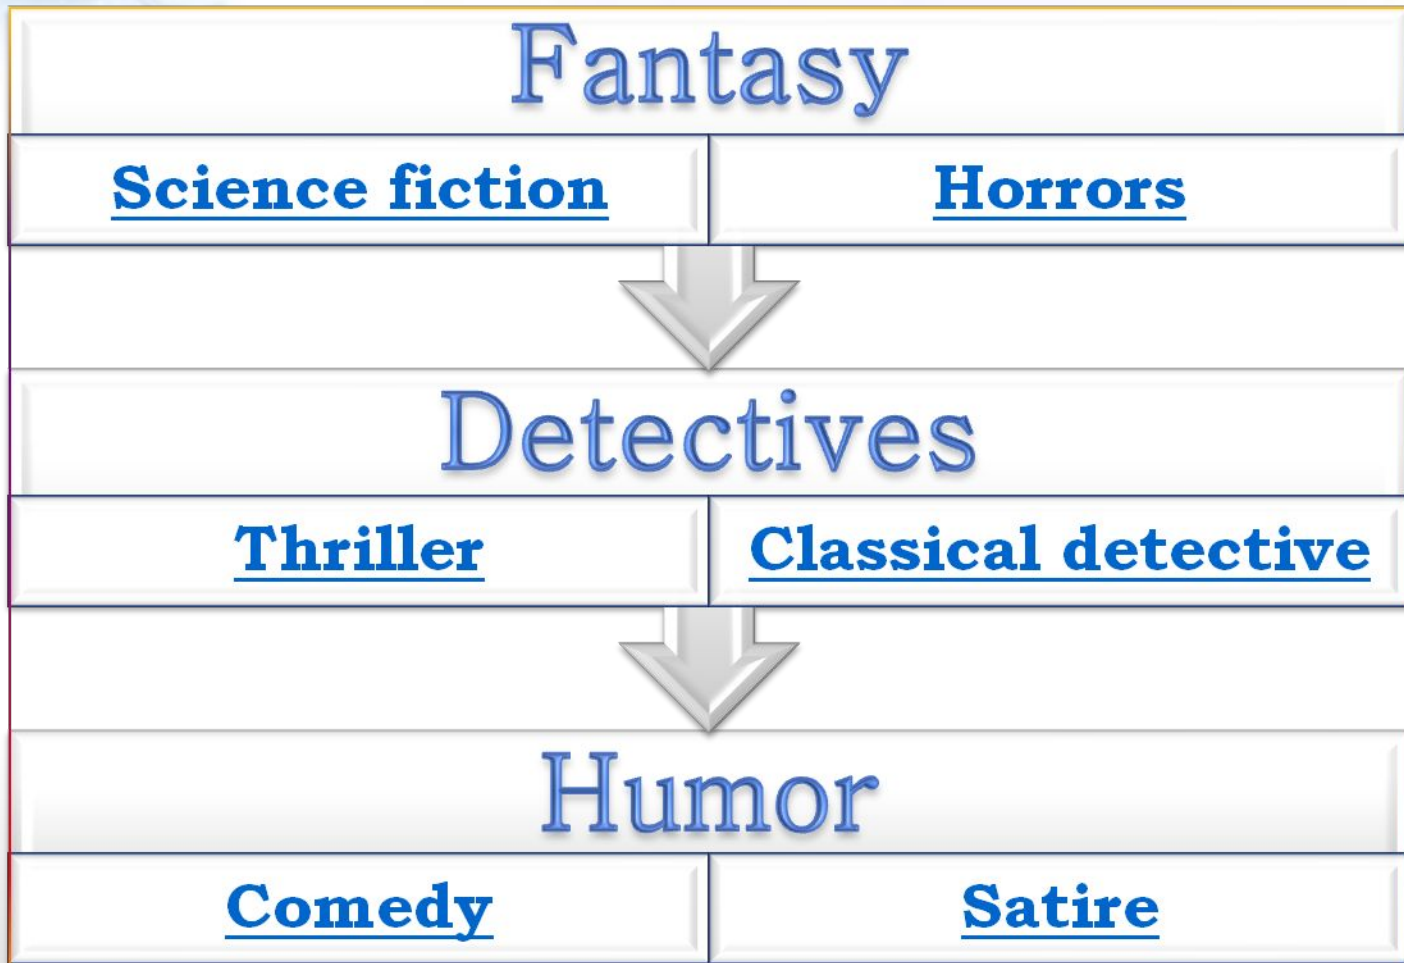 Fantasy
Science fiction Horrors
Detectives
Thriller Classical detective
Humor
Comedy Satire